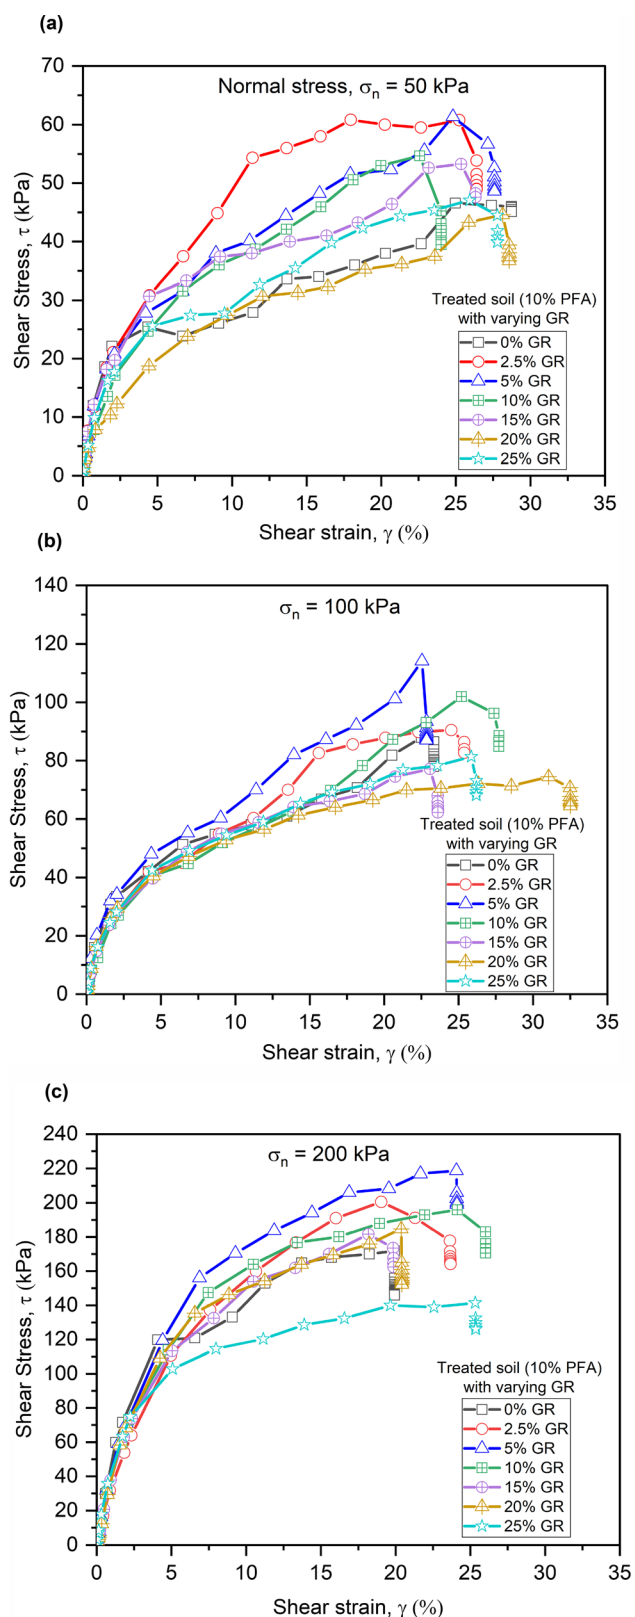 (a)
70
60
50
40
30
20
10
0
Shear Stress, τ (kPa)
Normal stress, σn = 50 kPa
Treated soil (10% PFA)
with varying GR
0% GR
2.5% GR
5% GR
10% GR
15% GR
20% GR
25% GR
0 5 10 15 20 25 30 35
Shear strain, γ (%)
(b)
140
120
100
80
60
40
20
0
Shear Stress, τ (kPa)
σn = 100 kPa
Treated soil (10% PFA)
with varying GR
0% GR
2.5% GR
5% GR
10% GR
15% GR
20% GR
25% GR
0 5 10 15 20 25 30 35
Shear strain, γ (%)
(c)
240
220
200
180
160
140
120
100
80
60
40
20
0
Shear Stress, τ (kPa)
σn = 200 kPa
Treated soil (10% PFA)
with varying GR
0% GR
2.5% GR
5% GR
10% GR
15% GR
20% GR
25% GR
0 5 10 15 20 25 30 35
Shear strain, γ (%)